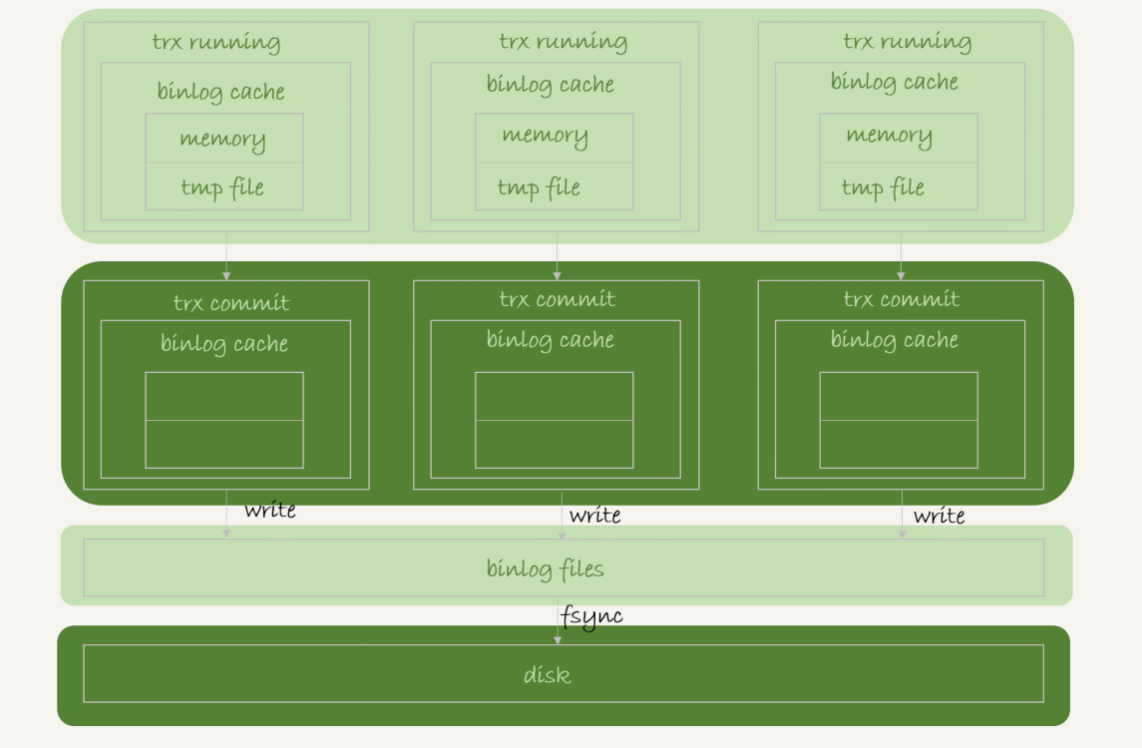 trx running
binlog cache
memory
tmp file
trx running
binlog cache
memory
tmp file
trx running
binlog cache
memory
tmp file
trx commit
binlog cache
trx commit
binlog cache
trx commit
binlog cache
write
write
write
binlog files
fsync
disk